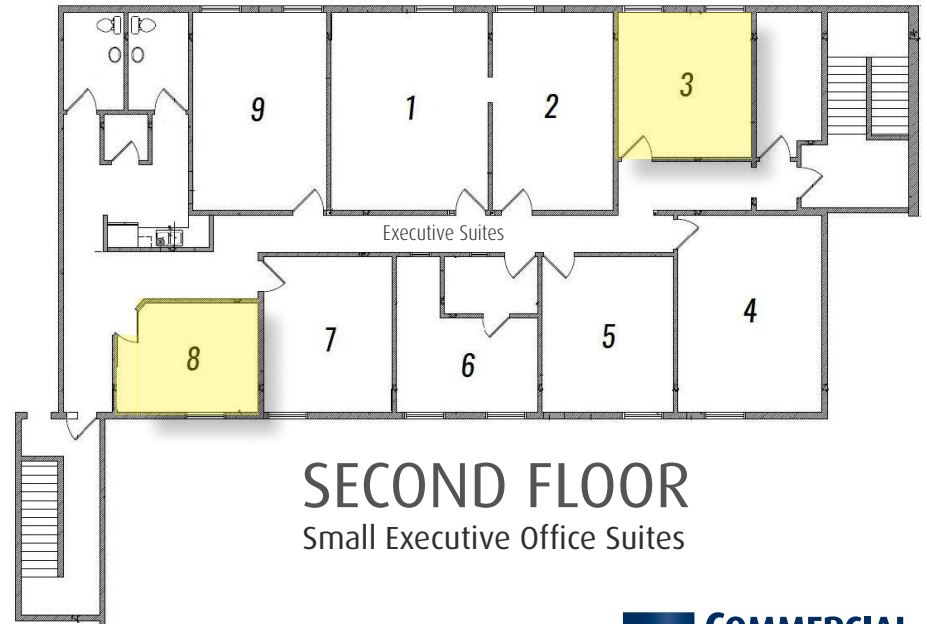 9
1
2
3
Executive Suites
4
5
6
7
8
SECOND FLOOR
Small Executive Office Suites
COMMERCIAL